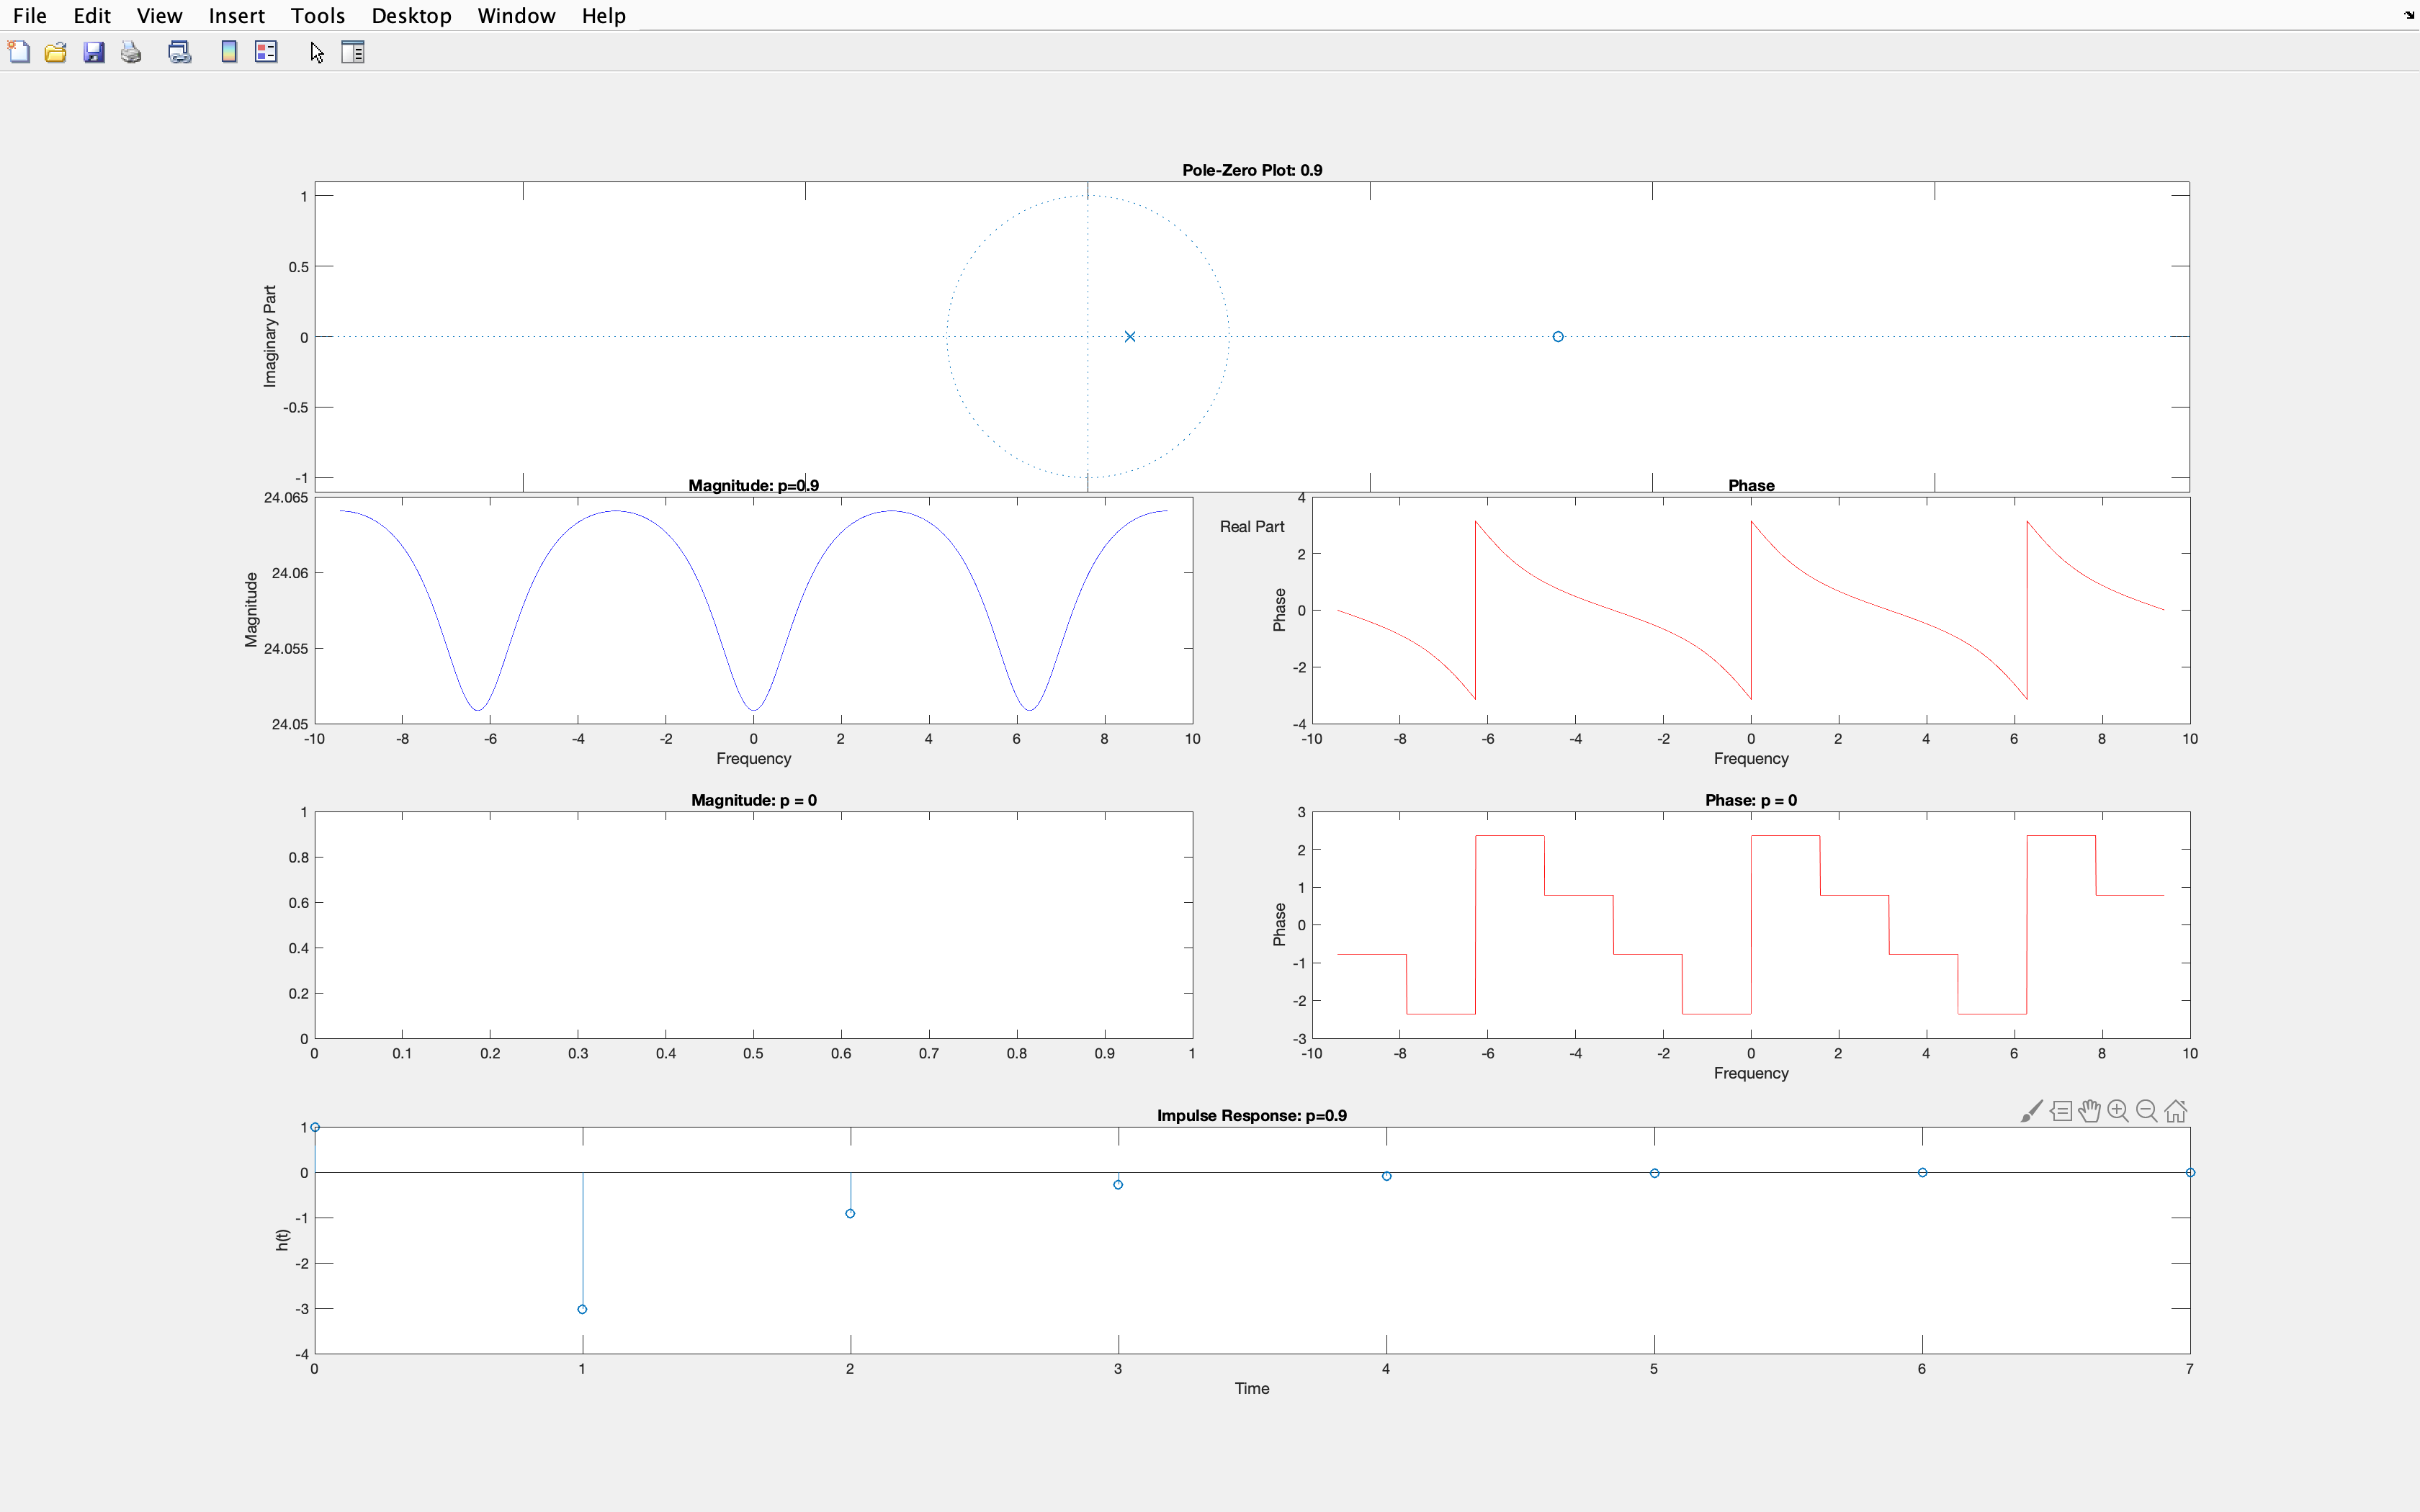 File Edit View Insert Tools Desktop Window Help
Pole-Zero Plot: 0.9
1
0.5
0
-0.5
-1
Imaginary Part
Real Part
Magnitude: p=0.9
24.065
24.06
24.055
24.05
Magnitude
-10 -8 -6 -4 -2 0 2 4 6 8 10
Frequency
Phase
4
2
0
-2
-4
Phase
-10 -8 -6 -4 -2 0 2 4 6 8 10
Frequency
Magnitude: p = 0
1
0.8
0.6
0.4
0.2
0
0 0.1 0.2 0.3 0.4 0.5 0.6 0.7 0.8 0.9 1
Phase: p = 0
3
2
1
0
-1
-2
-3
Phase
-10 -8 -6 -4 -2 0 2 4 6 8 10
Frequency
Impulse Response: p=0.9
1
0
-1
-2
-3
-4
h(t)
0 1 2 3 4 5 6 7
Time